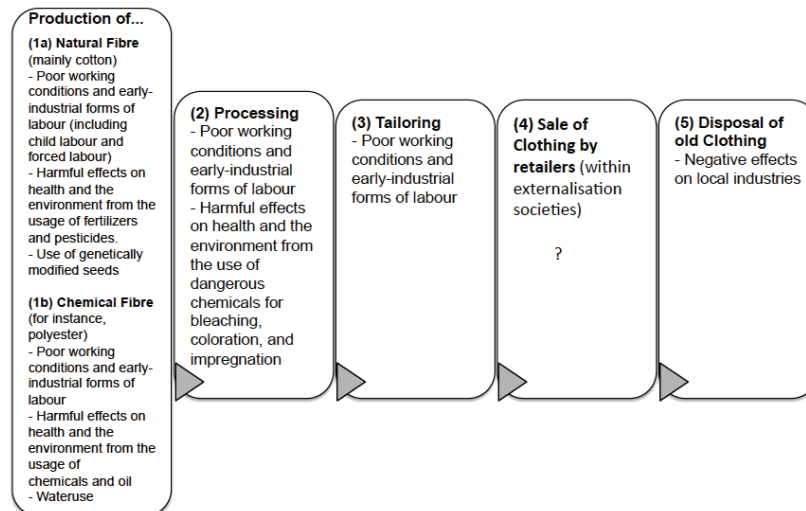 Production of...
(1a) Natural Fibre
(mainly cotton)
- Poor working
conditions and early-
industrial forms of
labour (including
child labour and
forced labour)
- Harmful effects on
health and the
environment from the
usage of fertilizers
and pesticides.
- Use of genetically
modified seeds
(1b) Chemical Fibre
(for instance,
polyester)
- Poor working
conditions and early-
industrial forms of
labour
- Harmful effects on
health and the
environment from the
usage of
chemicals and oil
- Wateruse
(2) Processing
- Poor working
conditions and
early-industrial
forms of labour
- Harmful effects
on health and the
environment from
the use of
dangerous
chemicals for
bleaching,
coloration, and
impregnation
(3) Tailoring
- Poor working
conditions and
early-industrial
forms of labour
(4) Sale of
Clothing by
retailers (within
externalisation
societies)
?
(5) Disposal of
old Clothing
- Negative effects
on local industries